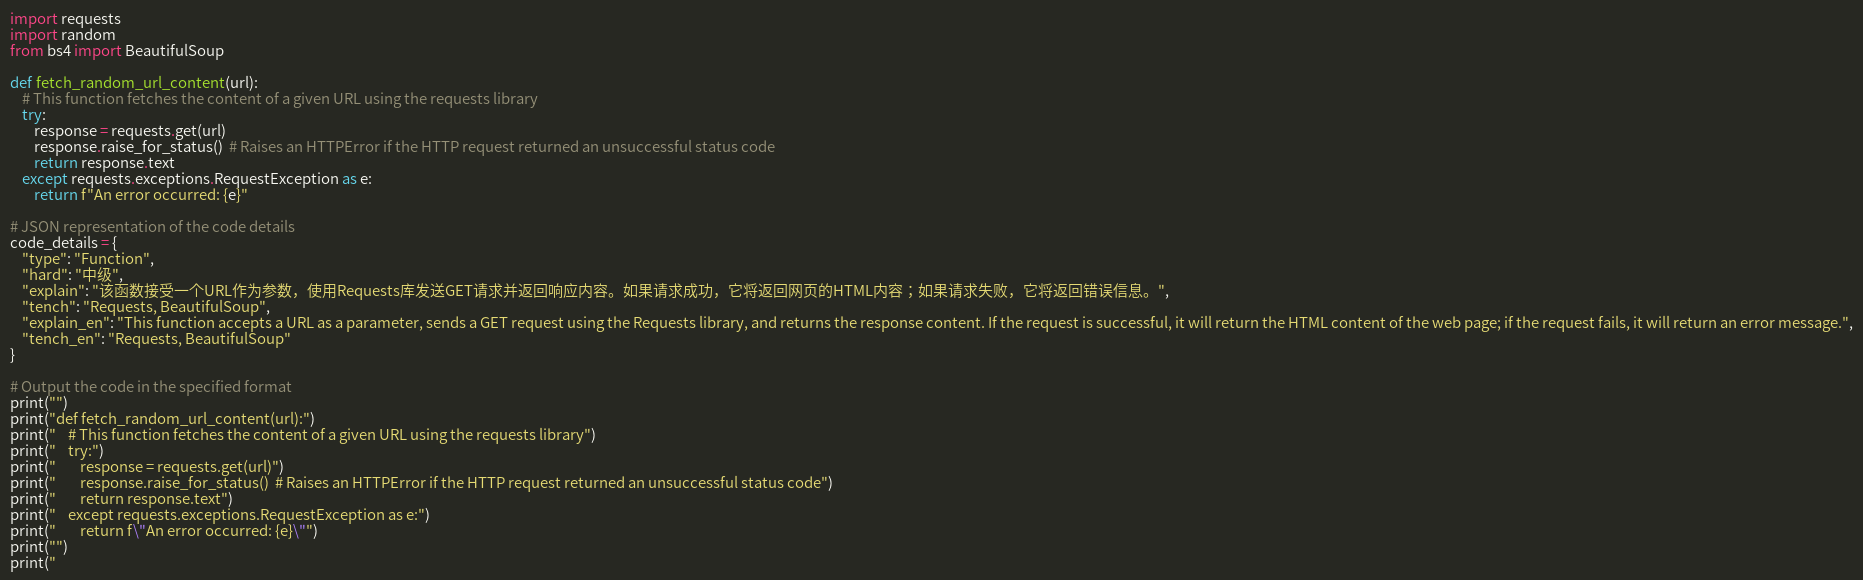 import requests
import random
from bs4 import BeautifulSoup

def fetch_random_url_content(url):
    # This function fetches the content of a given URL using the requests library
    try:
        response = requests.get(url)
        response.raise_for_status()  # Raises an HTTPError if the HTTP request returned an unsuccessful status code
        return response.text
    except requests.exceptions.RequestException as e:
        return f"An error occurred: {e}"

# JSON representation of the code details
code_details = {
    "type": "Function",
    "hard": "中级",
    "explain": "该函数接受一个URL作为参数，使用Requests库发送GET请求并返回响应内容。如果请求成功，它将返回网页的HTML内容；如果请求失败，它将返回错误信息。",
    "tench": "Requests, BeautifulSoup",
    "explain_en": "This function accepts a URL as a parameter, sends a GET request using the Requests library, and returns the response content. If the request is successful, it will return the HTML content of the web page; if the request fails, it will return an error message.",
    "tench_en": "Requests, BeautifulSoup"
}

# Output the code in the specified format
print("")
print("def fetch_random_url_content(url):")
print("    # This function fetches the content of a given URL using the requests library")
print("    try:")
print("        response = requests.get(url)")
print("        response.raise_for_status()  # Raises an HTTPError if the HTTP request returned an unsuccessful status code")
print("        return response.text")
print("    except requests.exceptions.RequestException as e:")
print("        return f\"An error occurred: {e}\"")
print("")
print("